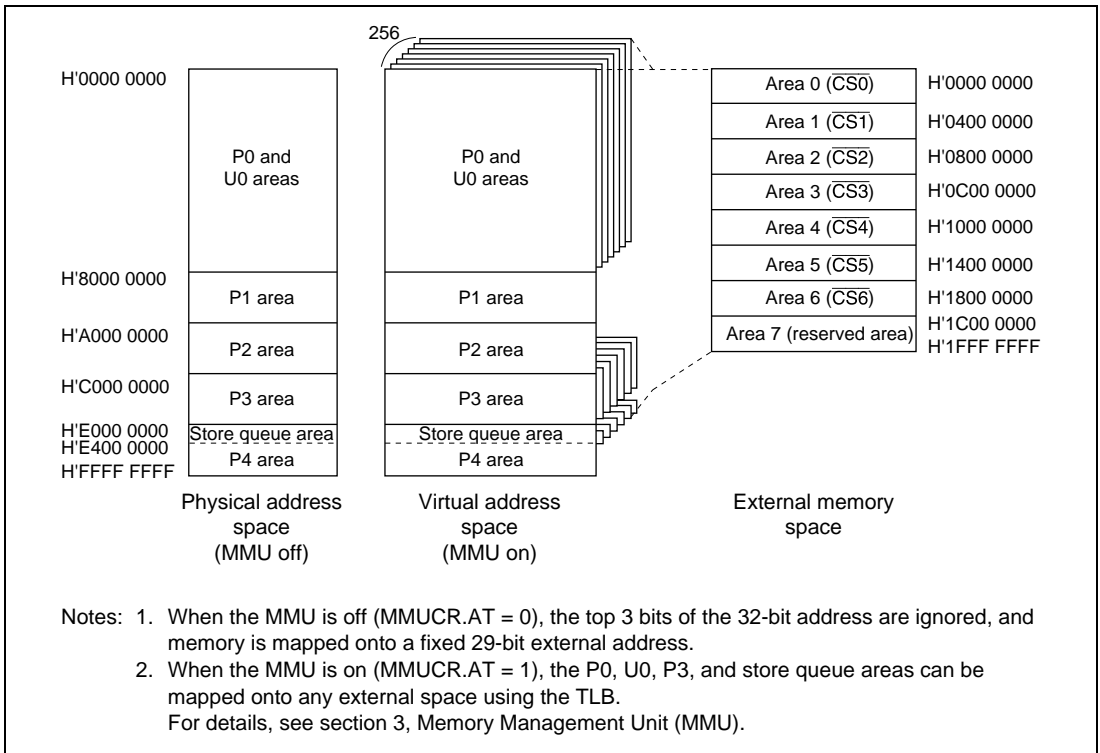 256
H'0000 0000
H'8000 0000
H'A000 0000
H'C000 0000
H'E000 0000
H'E400 0000
H'FFFF FFFF
P0 and
U0 areas
P1 area
P2 area
P3 area
Store queue area
P4 area
Physical address
space
(MMU off)
P0 and
U0 areas
P1 area
P2 area
P3 area
Store queue area
P4 area
Virtual address
space
(MMU on)
Area 0 (C̅S̅0̅) H'0000 0000
Area 1 (C̅S̅1̅) H'0400 0000
Area 2 (C̅S̅2̅) H'0800 0000
Area 3 (C̅S̅3̅) H'0C00 0000
Area 4 (C̅S̅4̅) H'1000 0000
Area 5 (C̅S̅5̅) H'1400 0000
Area 6 (C̅S̅6̅) H'1800 0000
Area 7 (reserved area) H'1C00 0000
H'1FFF FFFF
External memory
space
Notes: 1. When the MMU is off (MMUCR.AT = 0), the top 3 bits of the 32-bit address are ignored, and
memory is mapped onto a fixed 29-bit external address.
2. When the MMU is on (MMUCR.AT = 1), the P0, U0, P3, and store queue areas can be
mapped onto any external space using the TLB.
For details, see section 3, Memory Management Unit (MMU).